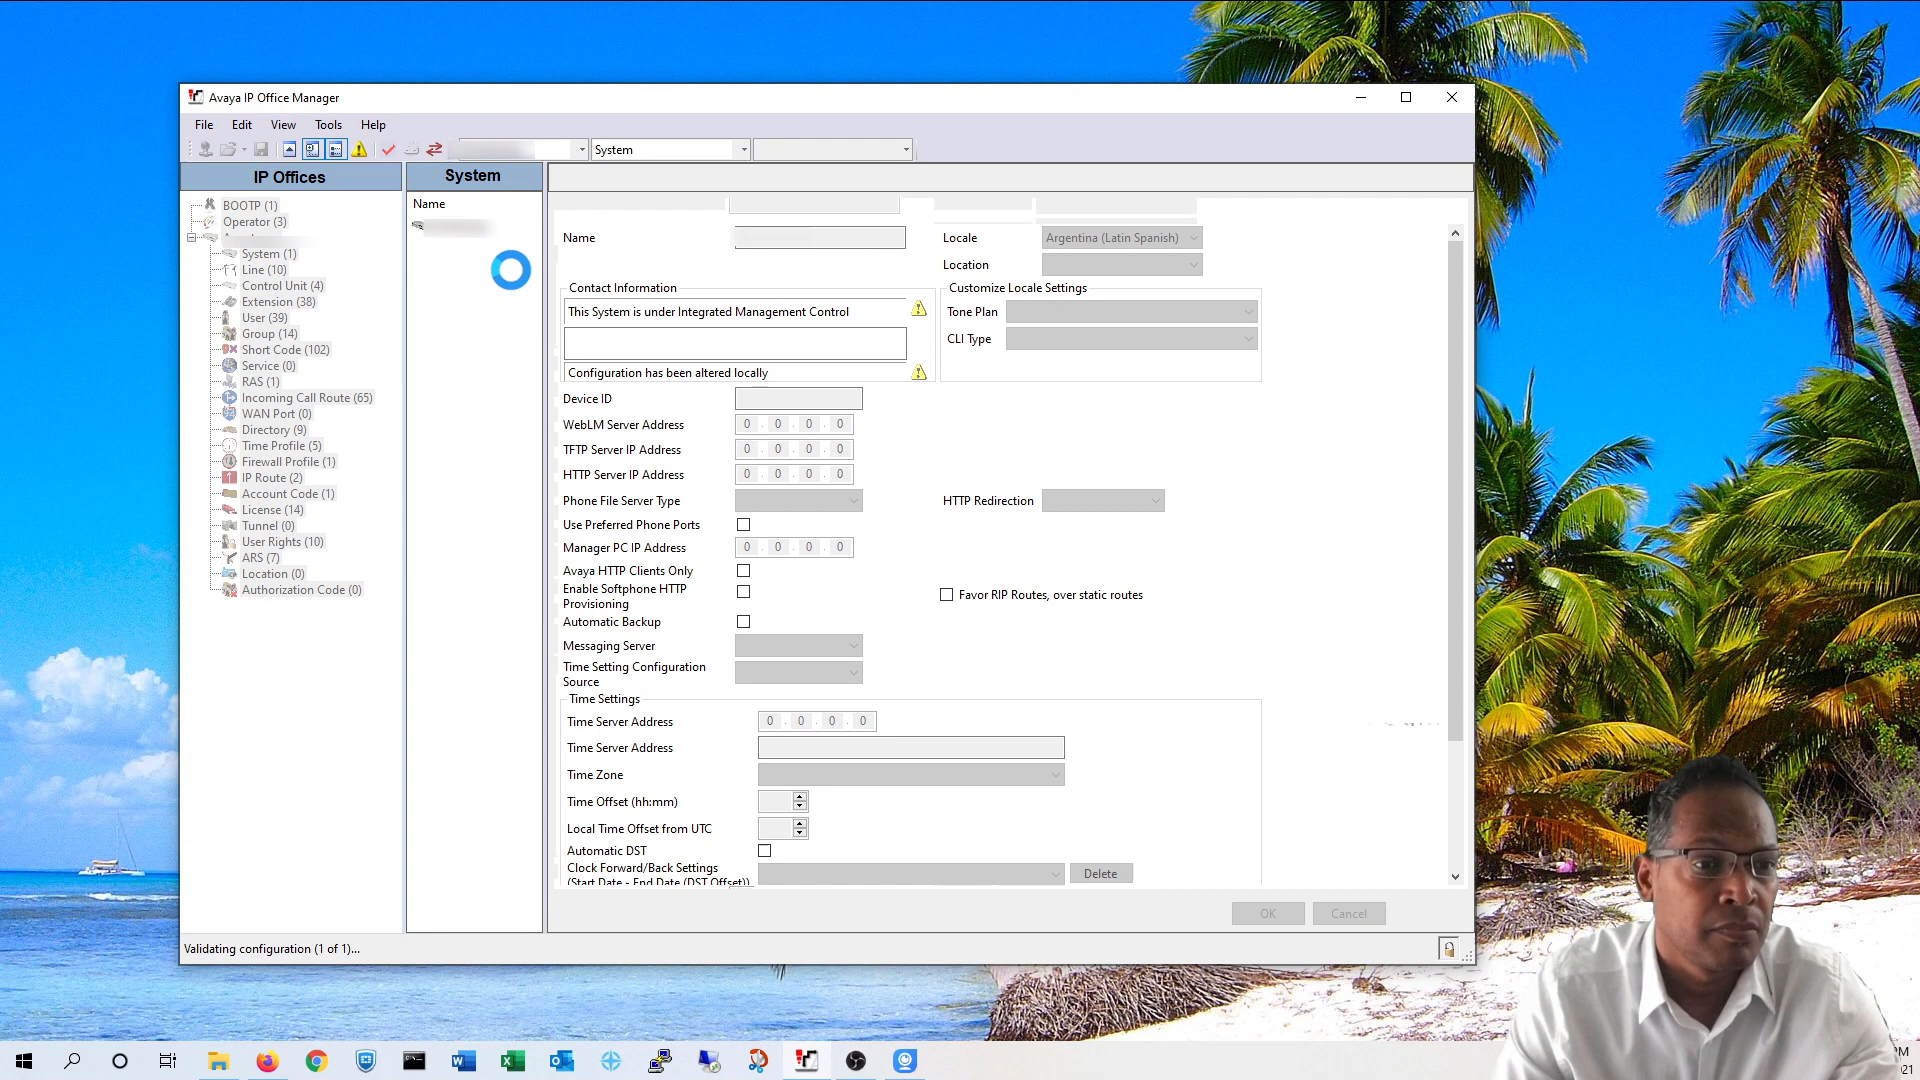 Avaya IP Office Manager
File Edit View Tools Help
System
IP Offices
BOOTP (1)
Operator (3)
System (1)
Line (10)
Control Unit (4)
Extension (38)
User (39)
Group (14)
Short Code (102)
Service (0)
RAS (1)
Incoming Call Route (65)
WAN Port (0)
Directory (9)
Time Profile (5)
Firewall Profile (1)
IP Route (2)
Account Code (1)
License (14)
Tunnel (0)
User Rights (10)
ARS (7)
Location (0)
Authorization Code (0)
System
Name
Name
Locale Argentina (Latin Spanish)
Location
Contact Information
This System is under Integrated Management Control
Configuration has been altered locally
Customize Locale Settings
Tone Plan
CLI Type
Device ID
WebLM Server Address 0 . 0 . 0 . 0
TFTP Server IP Address 0 . 0 . 0 . 0
HTTP Server IP Address 0 . 0 . 0 . 0
Phone File Server Type
HTTP Redirection
Use Preferred Phone Ports
Manager PC IP Address 0 . 0 . 0 . 0
Avaya HTTP Clients Only
Enable Softphone HTTP
Provisioning
Favor RIP Routes, over static routes
Automatic Backup
Messaging Server
Time Setting Configuration
Source
Time Settings
Time Server Address 0 . 0 . 0 . 0
Time Server Address
Time Zone
Time Offset (hh:mm)
Local Time Offset from UTC
Automatic DST
Clock Forward/Back Settings
(Start Date - End Date (DST Offset))
Delete
OK Cancel
Validating configuration (1 of 1)...